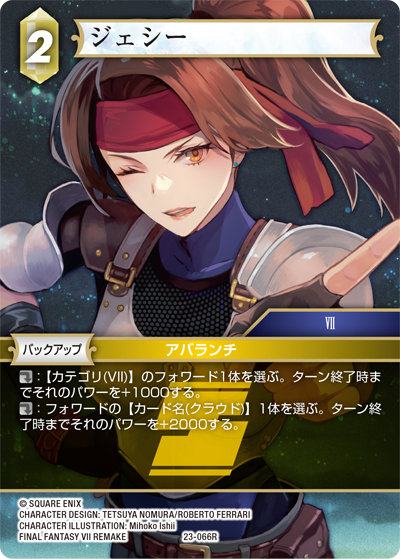 2
ジェシー
VII
バックアップ
アバランチ
：【カテゴリ(VII)】のフォワード1体を選ぶ。ターン終了時ま
でそれのパワーを+1000する。
：フォワードの【カード名(クラウド)】1体を選ぶ。ターン終
了時までそれのパワーを+2000する。
© SQUARE ENIX
CHARACTER DESIGN: TETSUYA NOMURA/ROBERTO FERRARI
CHARACTER ILLUSTRATION: Mihoko Ishii
FINAL FANTASY VII REMAKE
23-066R